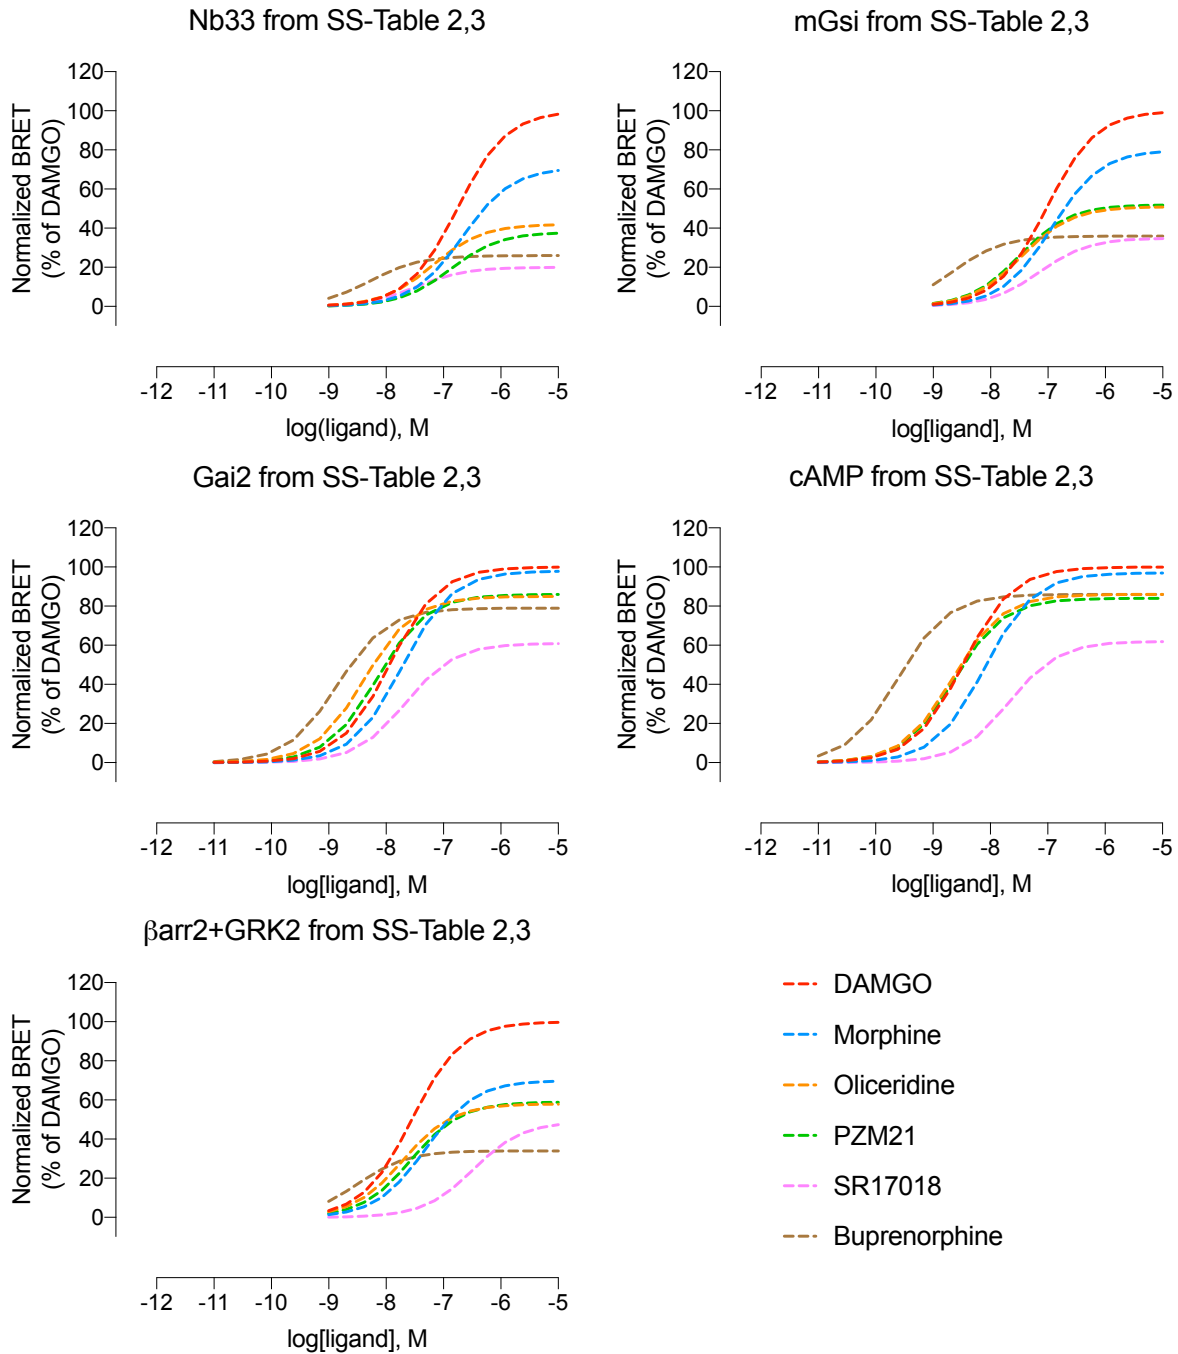 Nb33 from SS-Table 2,3
Normalized BRET
(% of DAMGO)
120
100
80
60
40
20
0
-12 -11 -10 -9 -8 -7 -6 -5
log(ligand), M
mGsi from SS-Table 2,3
Normalized BRET
(% of DAMGO)
120
100
80
60
40
20
0
-12 -11 -10 -9 -8 -7 -6 -5
log[ligand], M
Gai2 from SS-Table 2,3
Normalized BRET
(% of DAMGO)
120
100
80
60
40
20
0
-12 -11 -10 -9 -8 -7 -6 -5
log[ligand], M
cAMP from SS-Table 2,3
Normalized BRET
(% of DAMGO)
120
100
80
60
40
20
0
-12 -11 -10 -9 -8 -7 -6 -5
log[ligand], M
βarr2+GRK2 from SS-Table 2,3
Normalized BRET
(% of DAMGO)
120
100
80
60
40
20
0
-12 -11 -10 -9 -8 -7 -6 -5
log[ligand], M
DAMGO
Morphine
Oliceridine
PZM21
SR17018
Buprenorphine